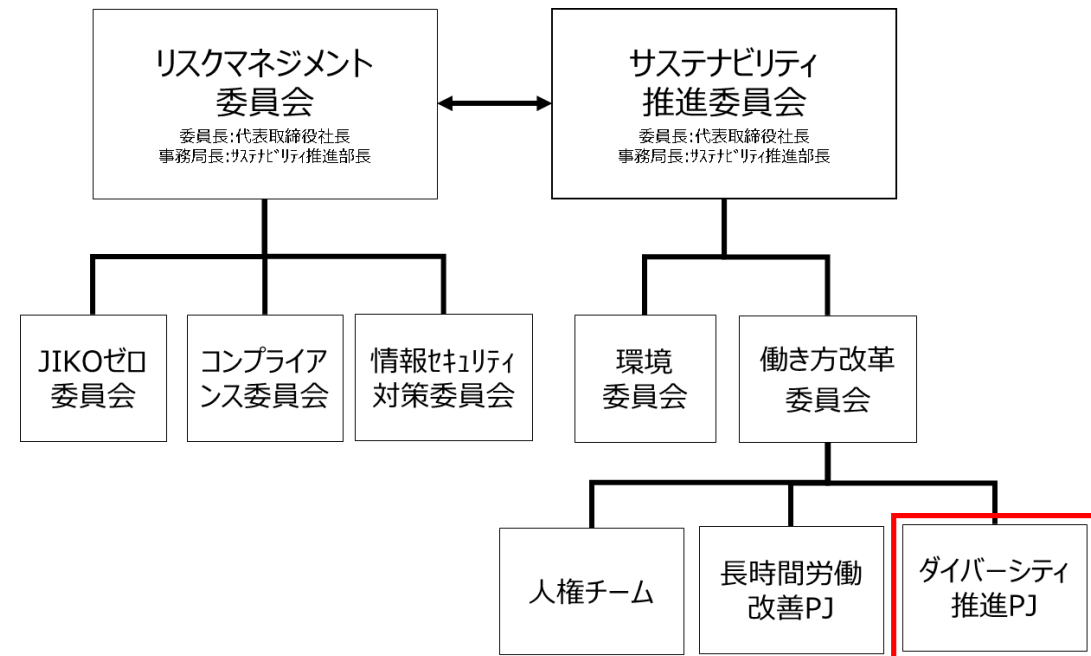 リスクマネジメント
委員会
委員長:代表取締役社長
事務局長:ｻｽﾃﾅﾋﾞﾘﾃｨ推進部長
サステナビリティ
推進委員会
委員長:代表取締役社長
事務局長:ｻｽﾃﾅﾋﾞﾘﾃｨ推進部長
JIKOゼロ
委員会
コンプライア
ンス委員会
情報ｾｷｭﾘﾃｨ
対策委員会
環境
委員会
働き方改革
委員会
人権チーム
長時間労働
改善PJ
ダイバーシティ
推進PJ